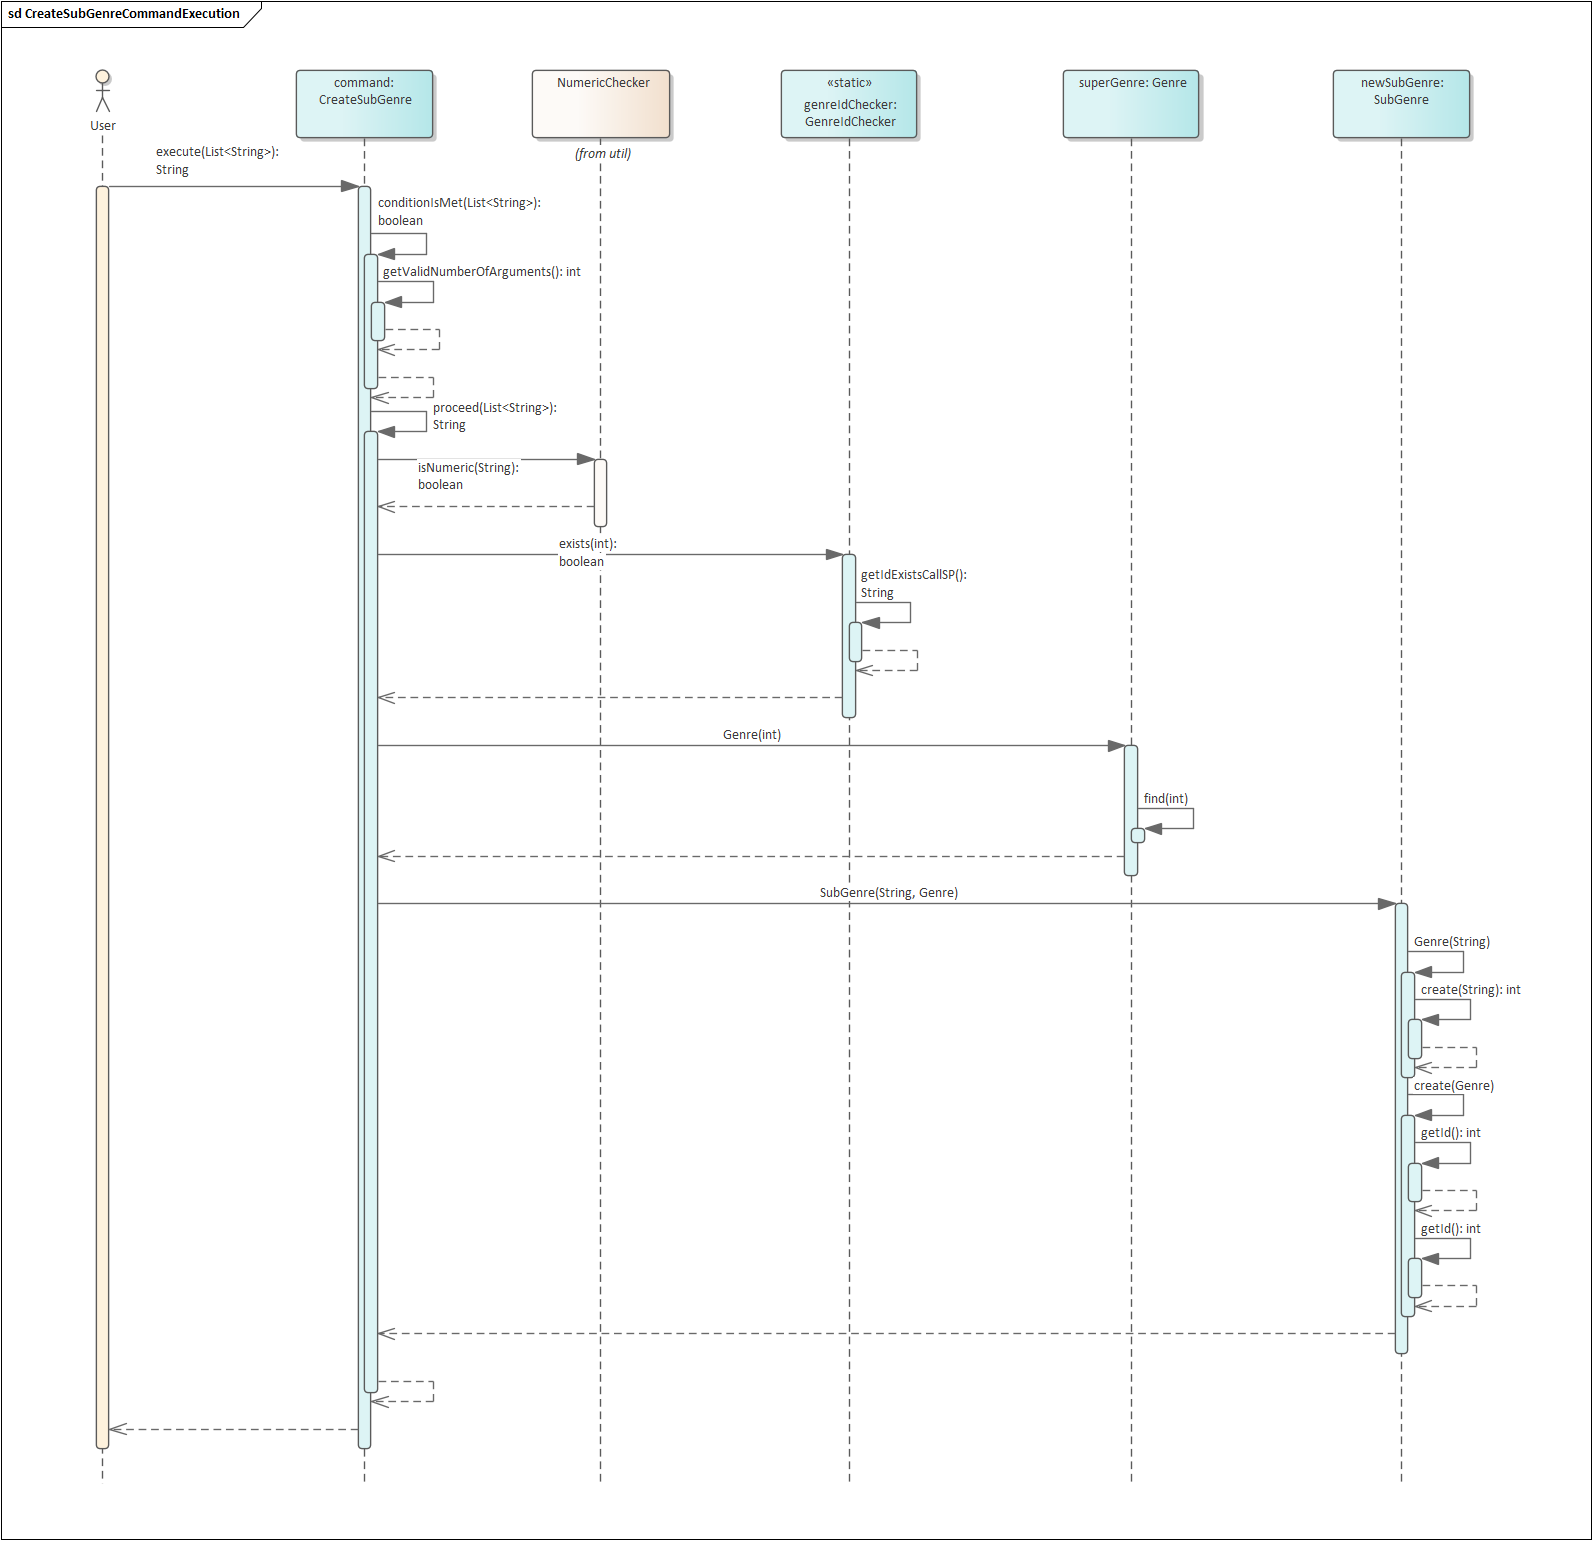 sd CreateSubGenreCommandExecution
User
command:
CreateSubGenre
NumericChecker
(from util)
«static»
genreIdChecker:
GenreIdChecker
superGenre: Genre
newSubGenre:
SubGenre
execute(List<String>):
String
conditionIsMet(List<String>):
boolean
getValidNumberOfArguments(): int
proceed(List<String>):
String
isNumeric(String):
boolean
exists(int):
boolean
getIdExistsCallSP():
String
Genre(int)
find(int)
SubGenre(String, Genre)
Genre(String)
create(String): int
create(Genre)
getId(): int
getId(): int